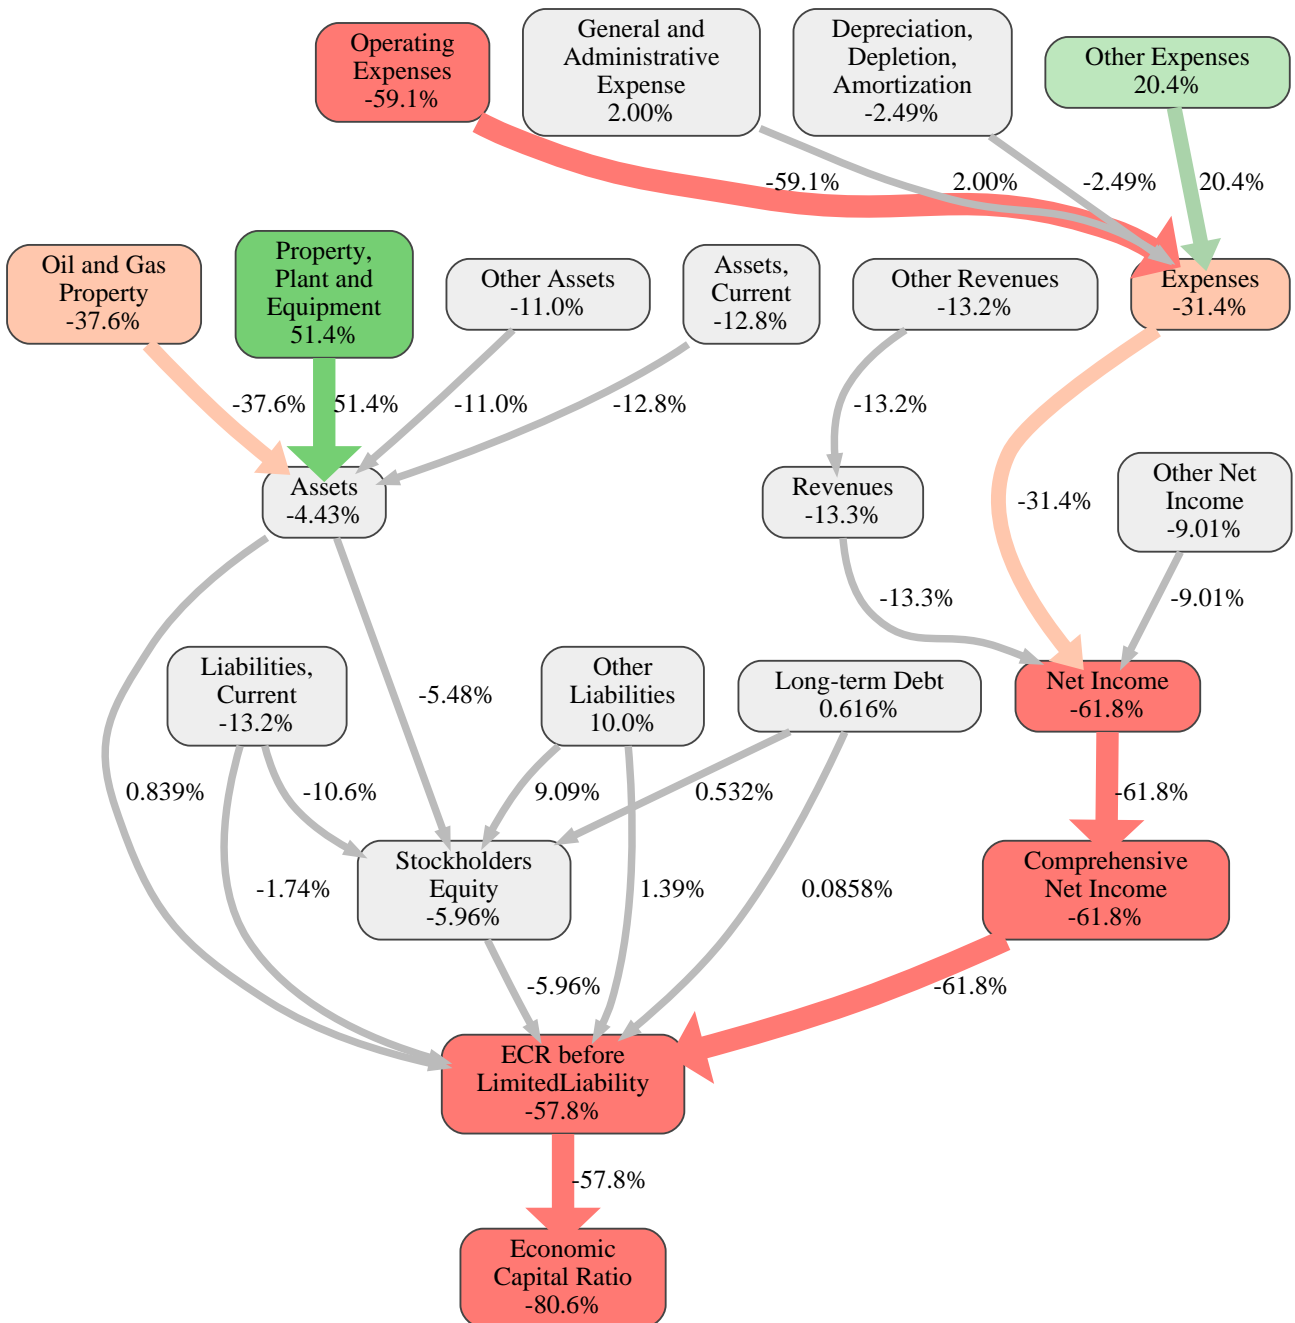 Operating
Expenses
-59.1%
General and
Administrative
Expense
2.00%
Depreciation,
Depletion,
Amortization
-2.49%
Other Expenses
20.4%
-59.1%
2.00%
-2.49%
20.4%
Oil and Gas
Property
-37.6%
Property,
Plant and
Equipment
51.4%
Other Assets
-11.0%
Assets,
Current
-12.8%
Other Revenues
-13.2%
Expenses
-31.4%
-37.6%
51.4%
-11.0%
-12.8%
-13.2%
Assets
-4.43%
Revenues
-13.3%
-31.4%
Other Net
Income
-9.01%
-13.3%
-9.01%
Liabilities,
Current
-13.2%
-5.48%
Other
Liabilities
10.0%
Long-term Debt
0.616%
Net Income
-61.8%
0.839%
-10.6%
9.09%
0.532%
-61.8%
Stockholders
Equity
-5.96%
-1.74%
1.39%
0.0858%
Comprehensive
Net Income
-61.8%
-5.96%
-61.8%
ECR before
LimitedLiability
-57.8%
-57.8%
Economic
Capital Ratio
-80.6%